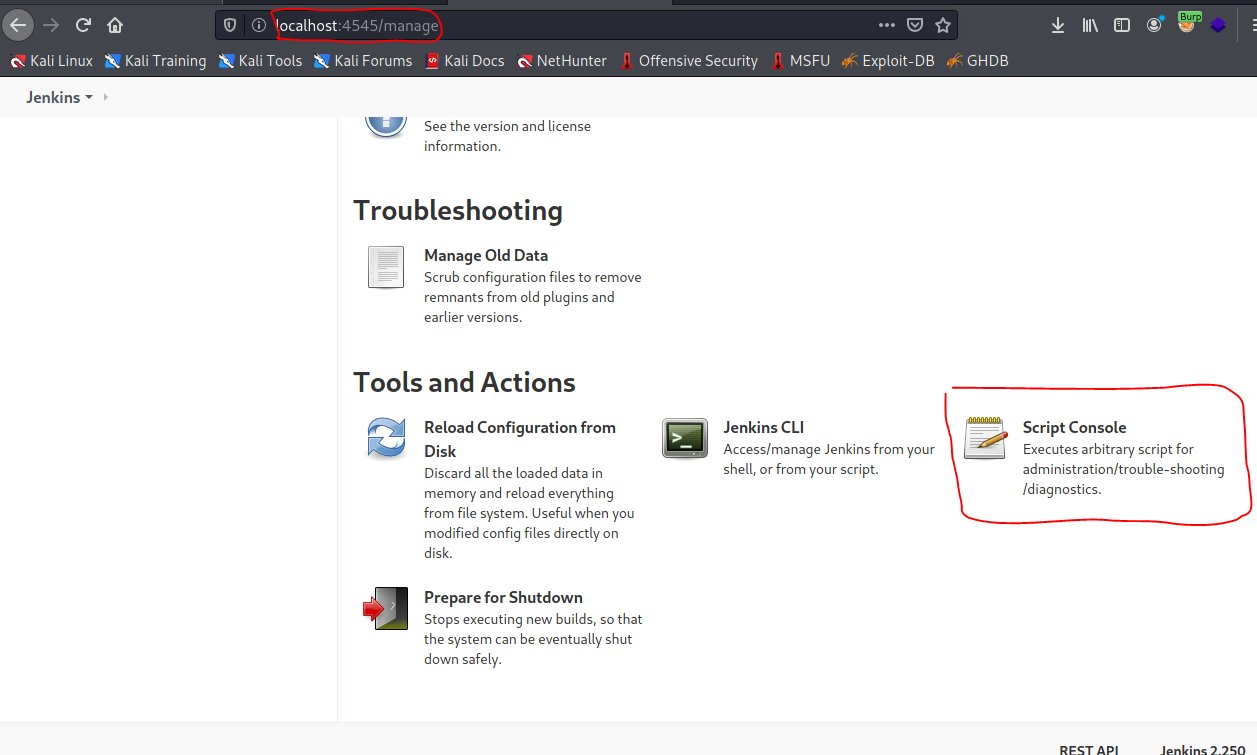 localhost:4545/manage
Burp
Kali Linux Kali Training Kali Tools Kali Forums Kali Docs NetHunter Offensive Security MSFU Exploit-DB GHDB
Jenkins
See the version and license
information.
Troubleshooting
Manage Old Data
Scrub configuration files to remove
remnants from old plugins and
earlier versions.
Tools and Actions
Reload Configuration from
Disk
Discard all the loaded data in
memory and reload everything
from file system. Useful when you
modified config files directly on
disk.
Jenkins CLI
Access/manage Jenkins from your
shell, or from your script.
Script Console
Executes arbitrary script for
administration/trouble-shooting
/diagnostics.
Prepare for Shutdown
Stops executing new builds, so that
the system can be eventually shut
down safely.
REST API Jenkins 2.250